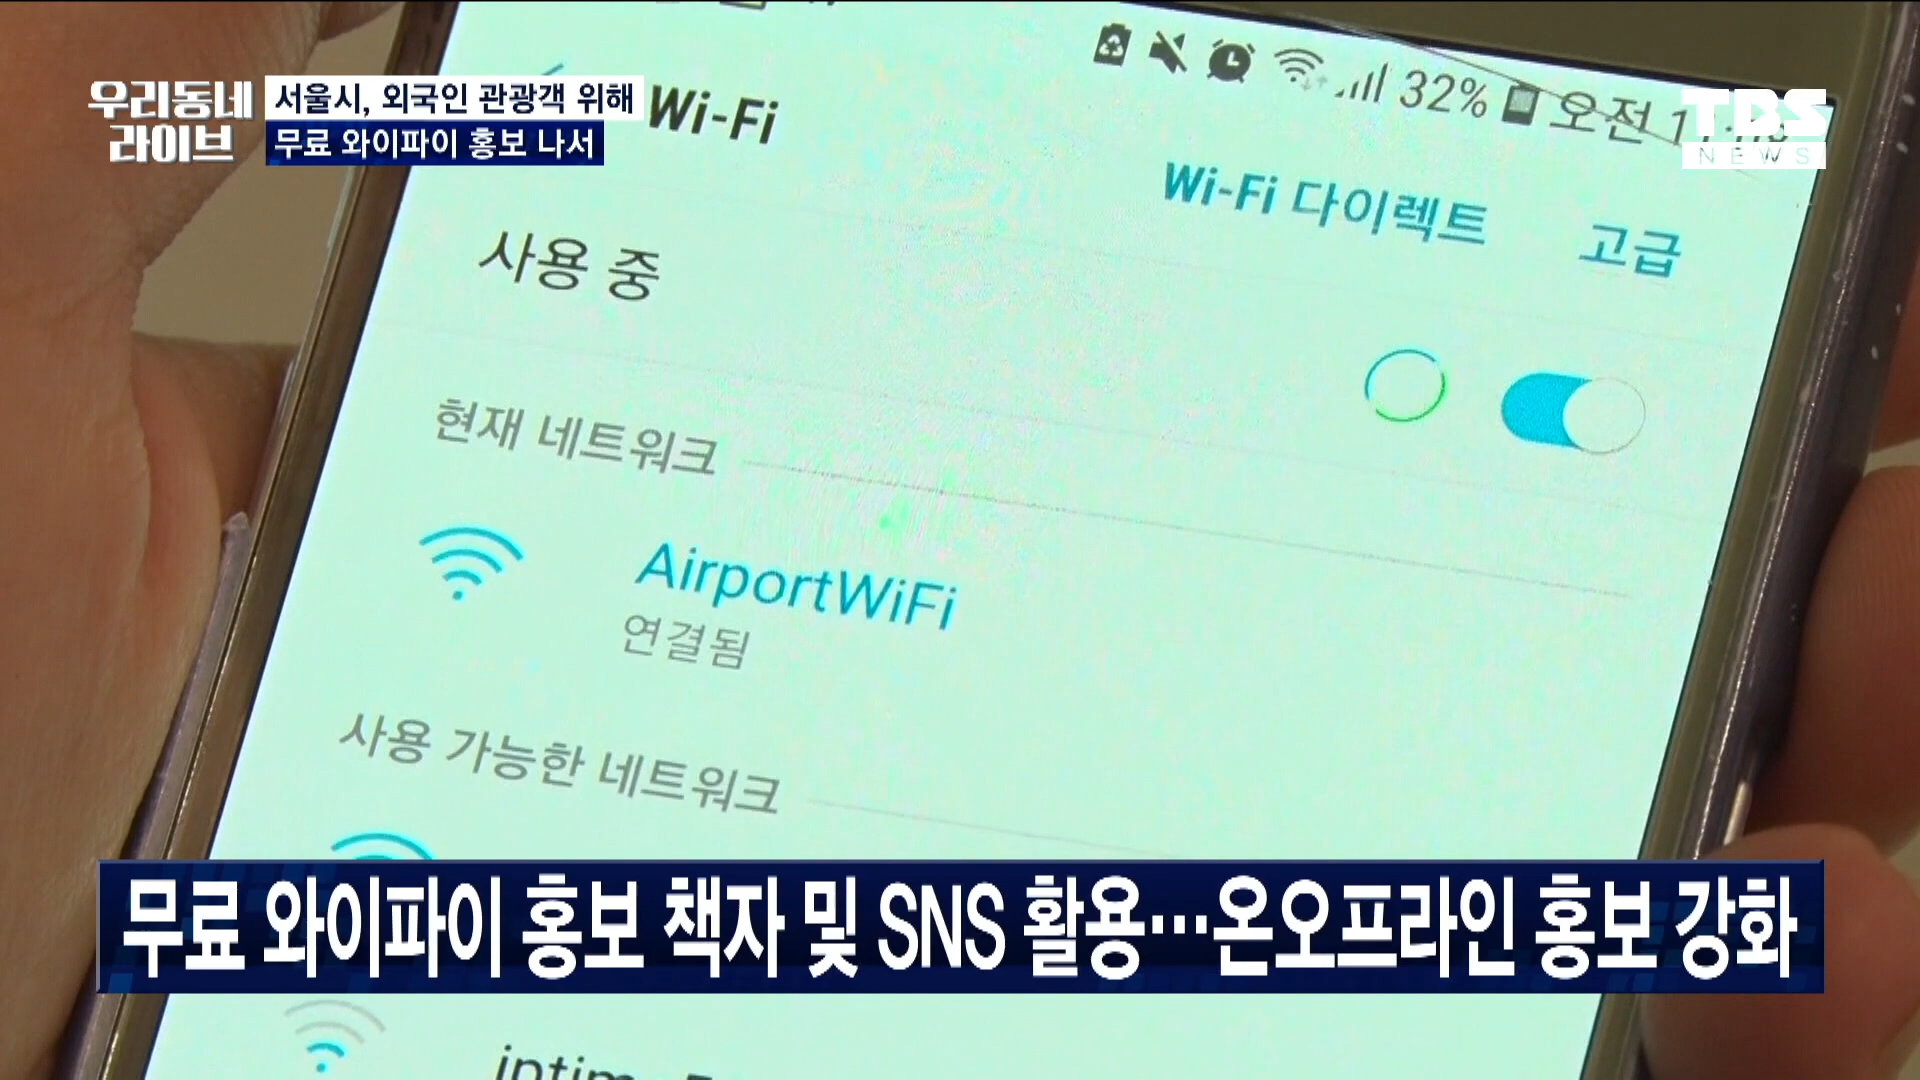 우리동네
라이브
서울시, 외국인 관광객 위해
무료 와이파이 홍보 나서
TBS
NEWS
32%
오전
Wi-Fi
Wi-Fi 다이렉트
고급
사용 중
현재 네트워크
AirportWiFi
연결됨
사용 가능한 네트워크
무료 와이파이 홍보 책자 및 SNS 활용…온오프라인 홍보 강화